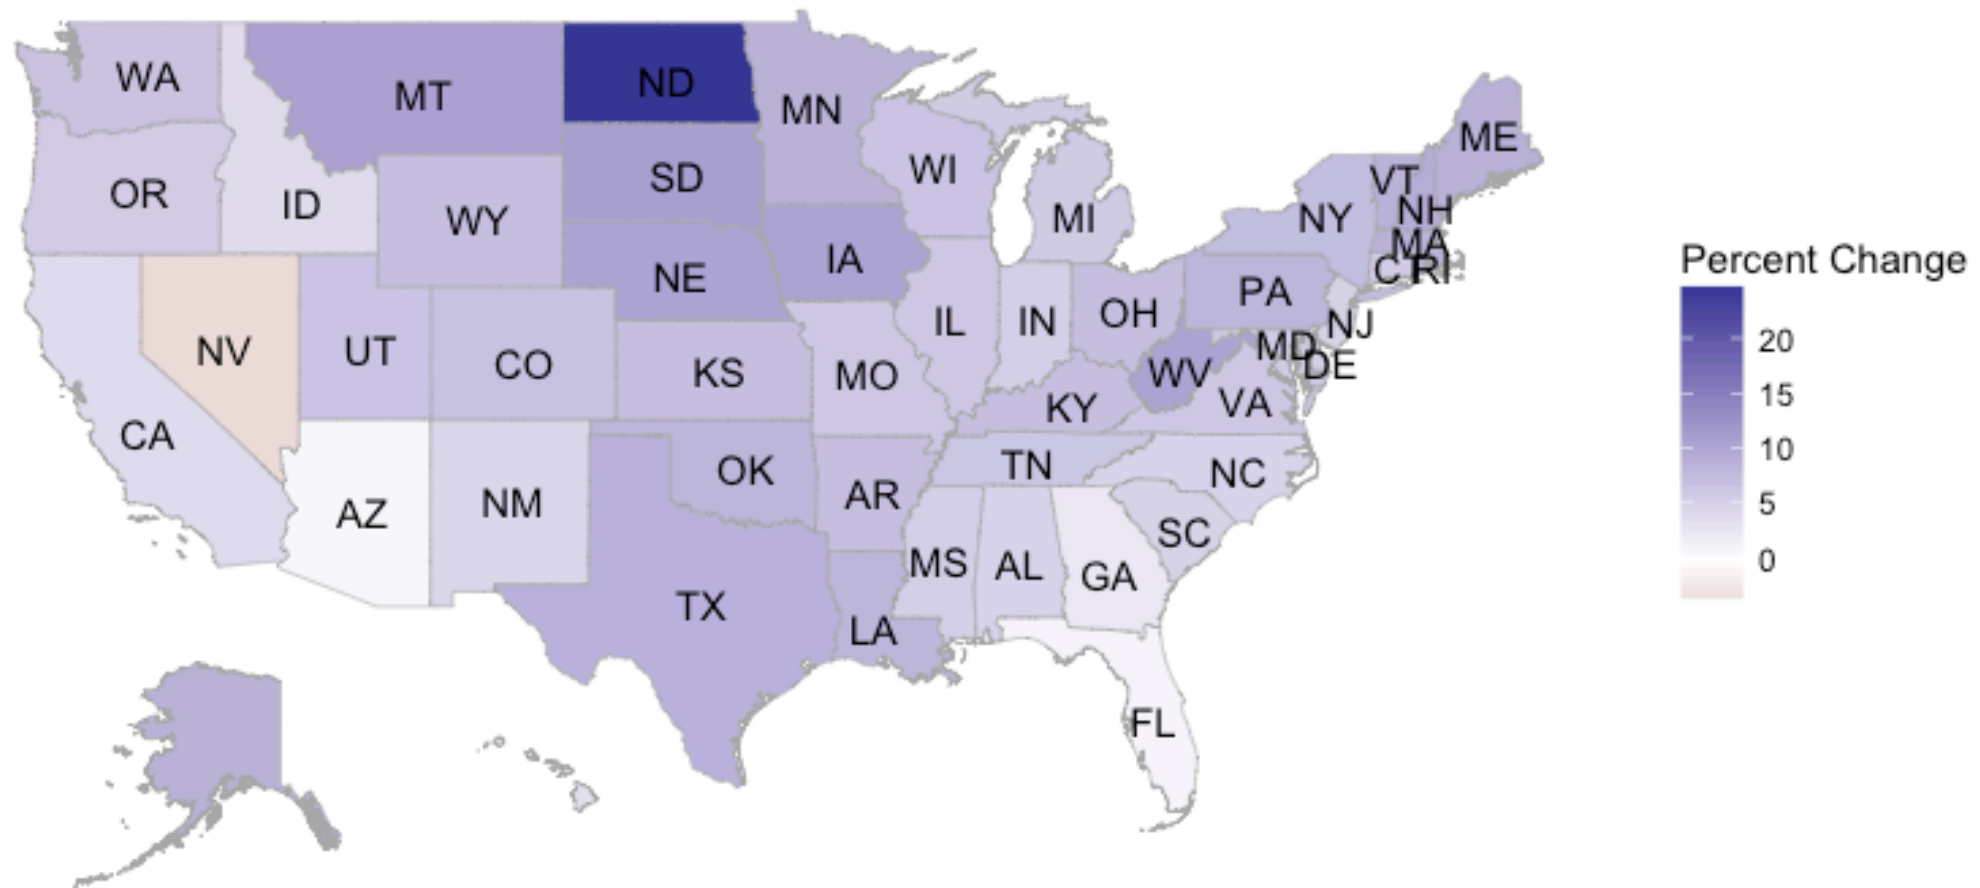 WA
MT
ND
MN
ME
OR
ID
WY
SD
WI
MI
NY
VT
NH
MA
CT
RI
NV
UT
CO
NE
IA
IL
IN
OH
PA
NJ
MD
DE
WV
VA
KY
KS
MO
CA
AZ
NM
OK
AR
TN
NC
SC
MS
AL
GA
TX
LA
FL
Percent Change
20
15
10
5
0